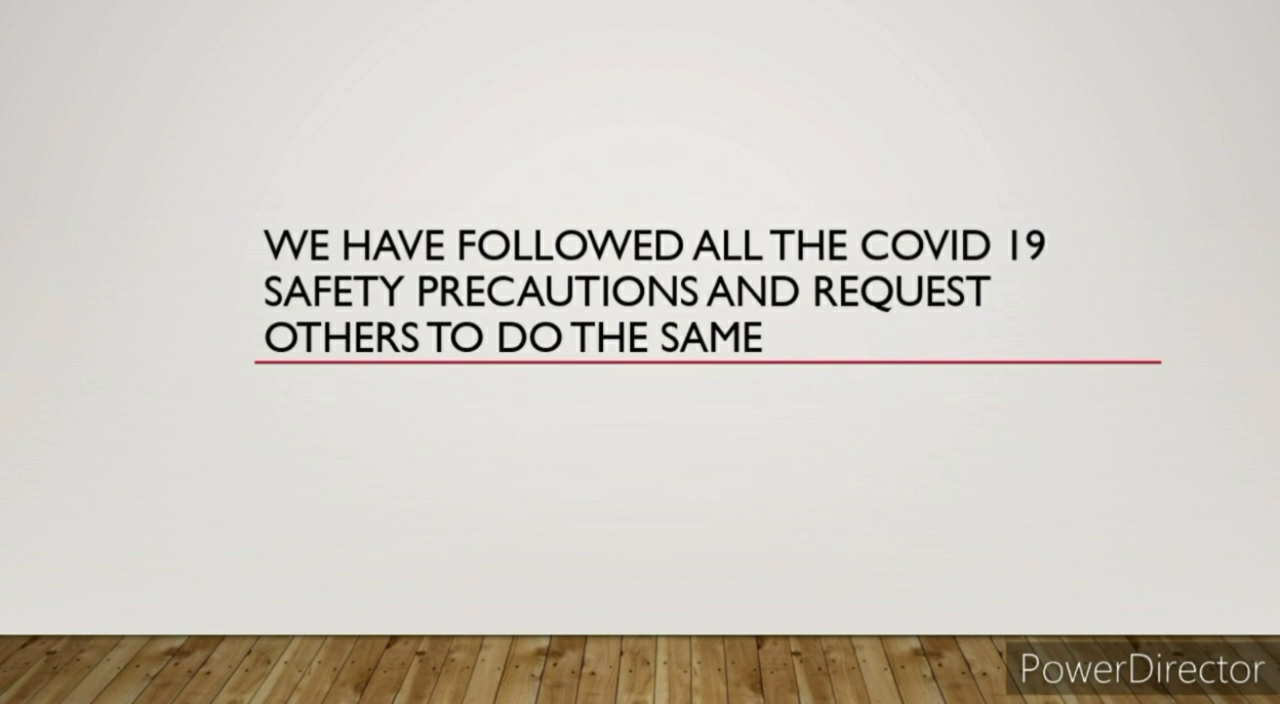 WE HAVE FOLLOWED ALL THE COVID 19
SAFETY PRECAUTIONS AND REQUEST
OTHERS TO DO THE SAME
PowerDirector